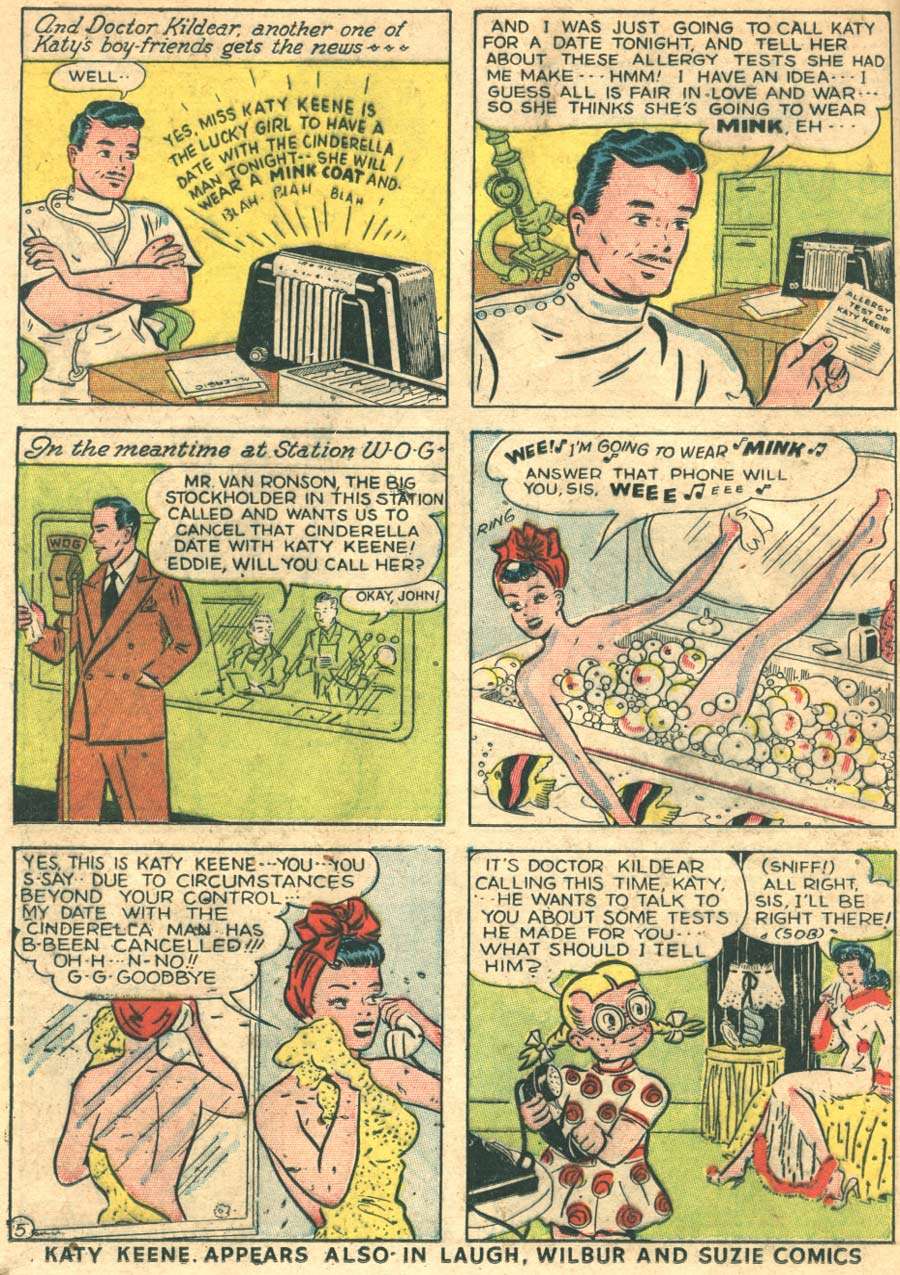 And Doctor Kildear, another one of
Katy's boy-friends gets the news---
WELL--
YES, MISS KATY KEENE IS
THE LUCKY GIRL TO HAVE A
DATE WITH THE CINDERELLA
MAN TONIGHT-- SHE WILL
WEAR A MINK COAT AND-
BLAH- BLAH BLAH
ALLERGIC
AND I WAS JUST GOING TO CALL KATY
FOR A DATE TONIGHT, AND TELL HER
ABOUT THESE ALLERGY TESTS SHE HAD
ME MAKE --- HMM! I HAVE AN IDEA--- I
GUESS ALL IS FAIR IN LOVE AND WAR---
SO SHE THINKS SHE'S GOING TO WEAR
MINK, EH ---
ALLERGY
TEST OF
KATY KEENE
In the meantime at Station W-O-G-
MR. VAN RONSON, THE BIG
STOCKHOLDER IN THIS STATION
CALLED AND WANTS US TO
CANCEL THAT CINDERELLA
DATE WITH KATY KEENE!
EDDIE, WILL YOU CALL HER?
OKAY, JOHN!
WOG
WEE! I'M GOING TO WEAR MINK
ANSWER THAT PHONE WILL
YOU, SIS, WEEE EEE
RING
YES, THIS IS KATY KEENE---YOU--YOU
S-SAY-- DUE TO CIRCUMSTANCES
BEYOND YOUR CONTROL--
MY DATE WITH THE
CINDERELLA MAN HAS
B-BEEN CANCELLED!!!
OH-H --- N-NO!!
G-G-GOODBYE
5
IT'S DOCTOR KILDEAR
CALLING THIS TIME, KATY,
--- HE WANTS TO TALK TO
YOU ABOUT SOME TESTS
HE MADE FOR YOU---
WHAT SHOULD I TELL
HIM?
(SNIFF!)
ALL RIGHT,
SIS, I'LL BE
RIGHT THERE!
(SOB)
KATY KEENE. APPEARS ALSO IN LAUGH, WILBUR AND SUZIE COMICS